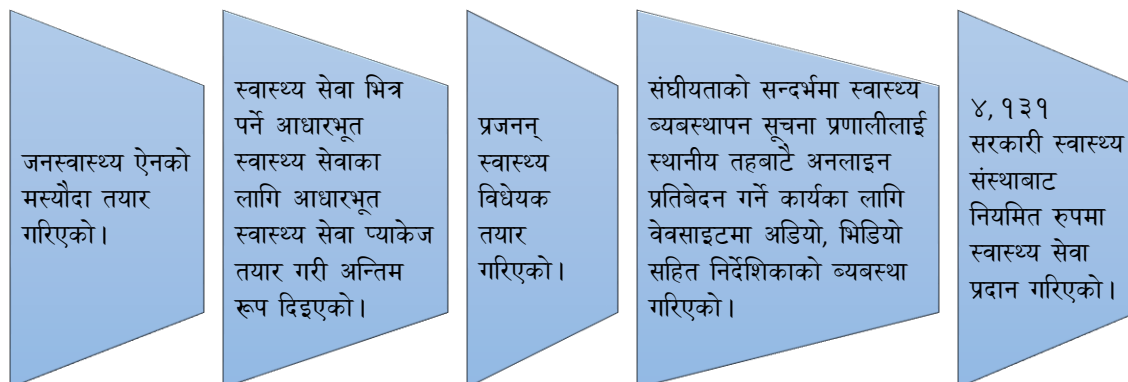 जनस्वास्थ्य ऐनको
मस्यौदा तयार
गरिएको।
स्वास्थ्य सेवा भित्र
पर्ने आधारभूत
स्वास्थ्य सेवाका
लागि आधारभूत
स्वास्थ्य सेवा प्याकेज
तयार गरी अन्तिम
रूप दिइएको।
प्रजनन्
स्वास्थ्य
विधेयक
तयार
गरिएको।
संघीयताको सन्दर्भमा स्वास्थ्य
ब्यबस्थापन सूचना प्रणालीलाई
स्थानीय तहबाटै अनलाइन
प्रतिबेदन गर्ने कार्यका लागि
वेवसाइटमा अडियो, भिडियो
सहित निर्देशिकाको ब्यबस्था
गरिएको।
४,१३१
सरकारी स्वास्थ्य
संस्थाबाट
नियमित रुपमा
स्वास्थ्य सेवा
प्रदान गरिएको।